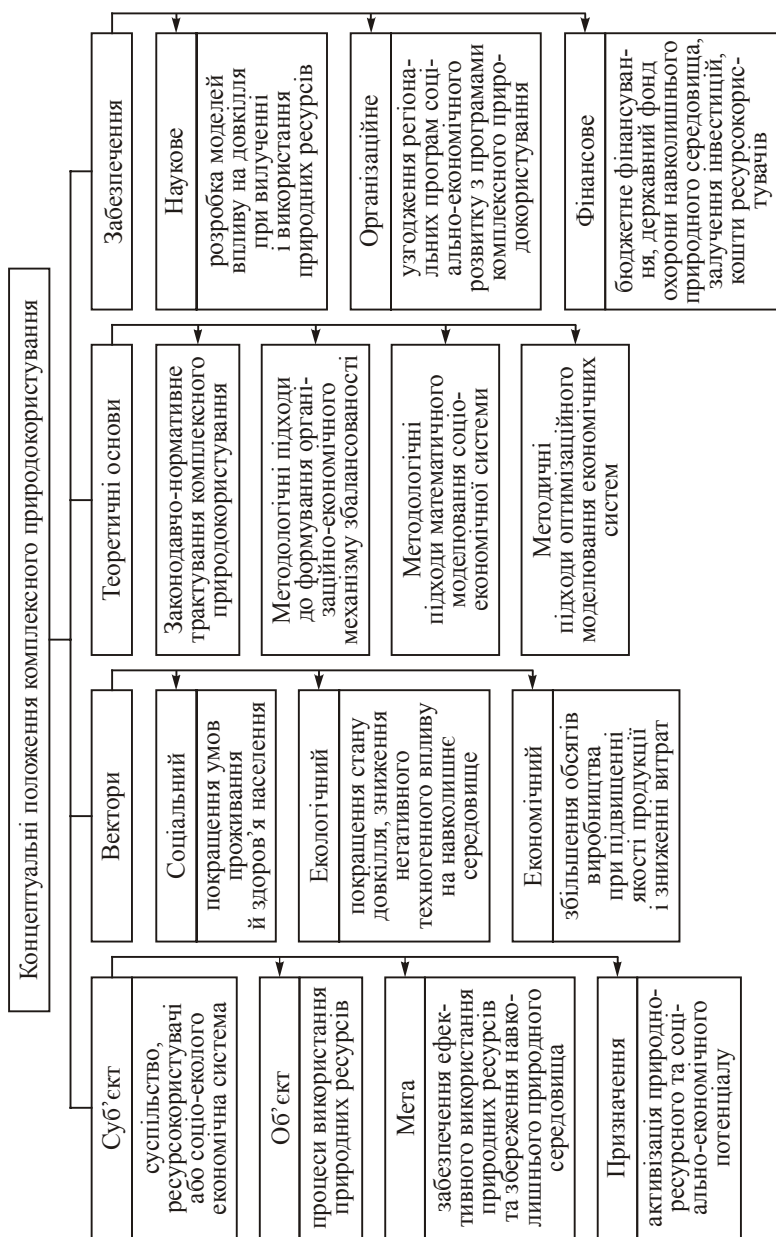 Концептуальні положення комплексного природокористування
Суб’єкт
суспільство,
ресурсокористувачі
або соціо-еколого
економічна система
Об’єкт
процеси використання
природних ресурсів
Мета
забезпечення ефек-
тивного використання
природних ресурсів
та збереження навко-
лишнього природного
середовища
Призначення
активізація природно-
ресурсного та соці-
ально-економічного
потенціалу
Вектори
Соціальний
покращення умов
проживання
й здоров’я населення
Екологічний
покращення стану
довкілля, зниження
негативного
техногенного впливу
на навколишнє
середовище
Економічний
збільшення обсягів
виробництва
при підвищенні
якості продукції
і зниженні витрат
Теоретичні основи
Законодавчо-нормативне
трактування комплексного
природокористування
Методологічні підходи
до формування органі-
заційно-економічного
механізму збалансованості
Методологічні
підходи математичного
моделювання соціо-
економічної системи
Методичні
підходи оптимізаційного
моделювання економічних
систем
Забезпечення
Наукове
розробка моделей
впливу на довкілля
при вилученні
і використання
природних ресурсів
Організаційне
узгодження регіона-
льних програм соці-
ально-економічного
розвитку з програмами
комплексного приро-
докористування
Фінансове
бюджетне фінансуван-
ня, державний фонд
охорони навколишнього
природного середовища,
залучення інвестицій,
кошти ресурсокорис-
тувачів